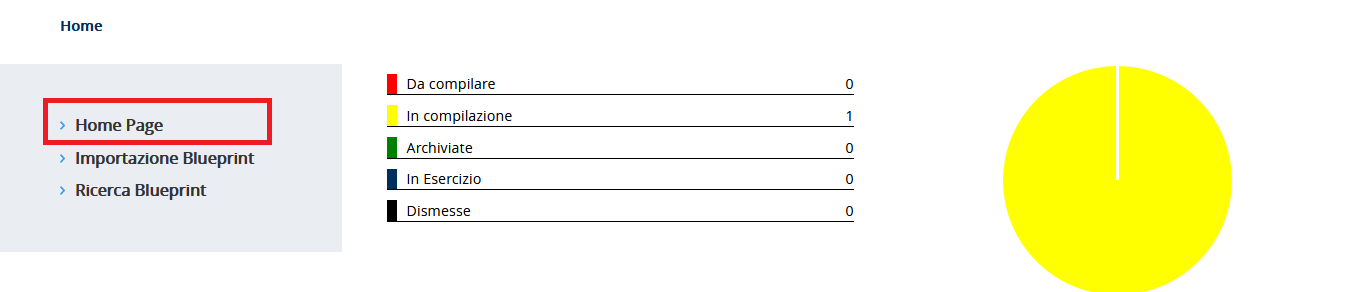 Home
Home Page
Importazione Blueprint
Ricerca Blueprint
Da compilare 0
In compilazione 1
Archiviate 0
In Esercizio 0
Dismesse 0